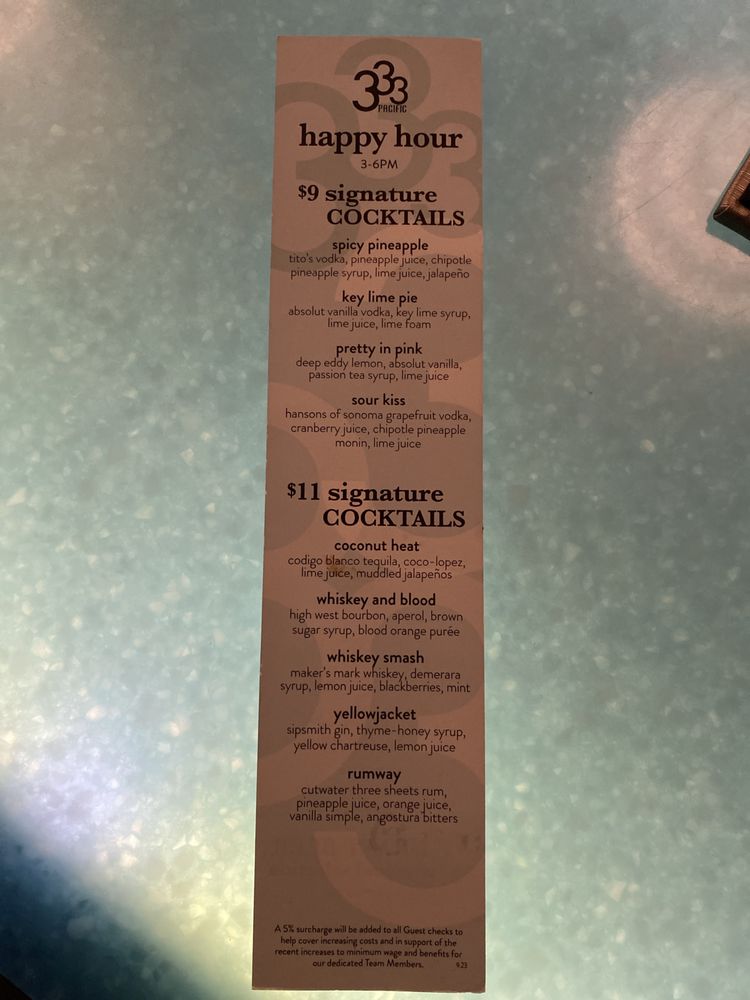 333
PACIFIC
happy hour
3-6PM
$9 signature
COCKTAILS
spicy pineapple
tito's vodka, pineapple juice, chipotle
pineapple syrup, lime juice, jalapeño
key lime pie
absolut vanilla vodka, key lime syrup,
lime juice, lime foam
pretty in pink
deep eddy lemon, absolut vanilla,
passion tea syrup, lime juice
sour kiss
hansons of sonoma grapefruit vodka,
cranberry juice, chipotle pineapple
monin, lime juice
$11 signature
COCKTAILS
coconut heat
codigo blanco tequila, coco-lopez,
lime juice, muddled jalapeños
whiskey and blood
high west bourbon, aperol, brown
sugar syrup, blood orange purée
whiskey smash
maker's mark whiskey, demerara
syrup, lemon juice, blackberries, mint
yellowjacket
sipsmith gin, thyme-honey syrup,
yellow chartreuse, lemon juice
rumway
cutwater three sheets rum,
pineapple juice, orange juice,
vanilla simple, angostura bitters
A 5% surcharge will be added to all Guest checks to
help cover increasing costs and in support of the
recent increases to minimum wage and benefits for
our dedicated Team Members. 9.23